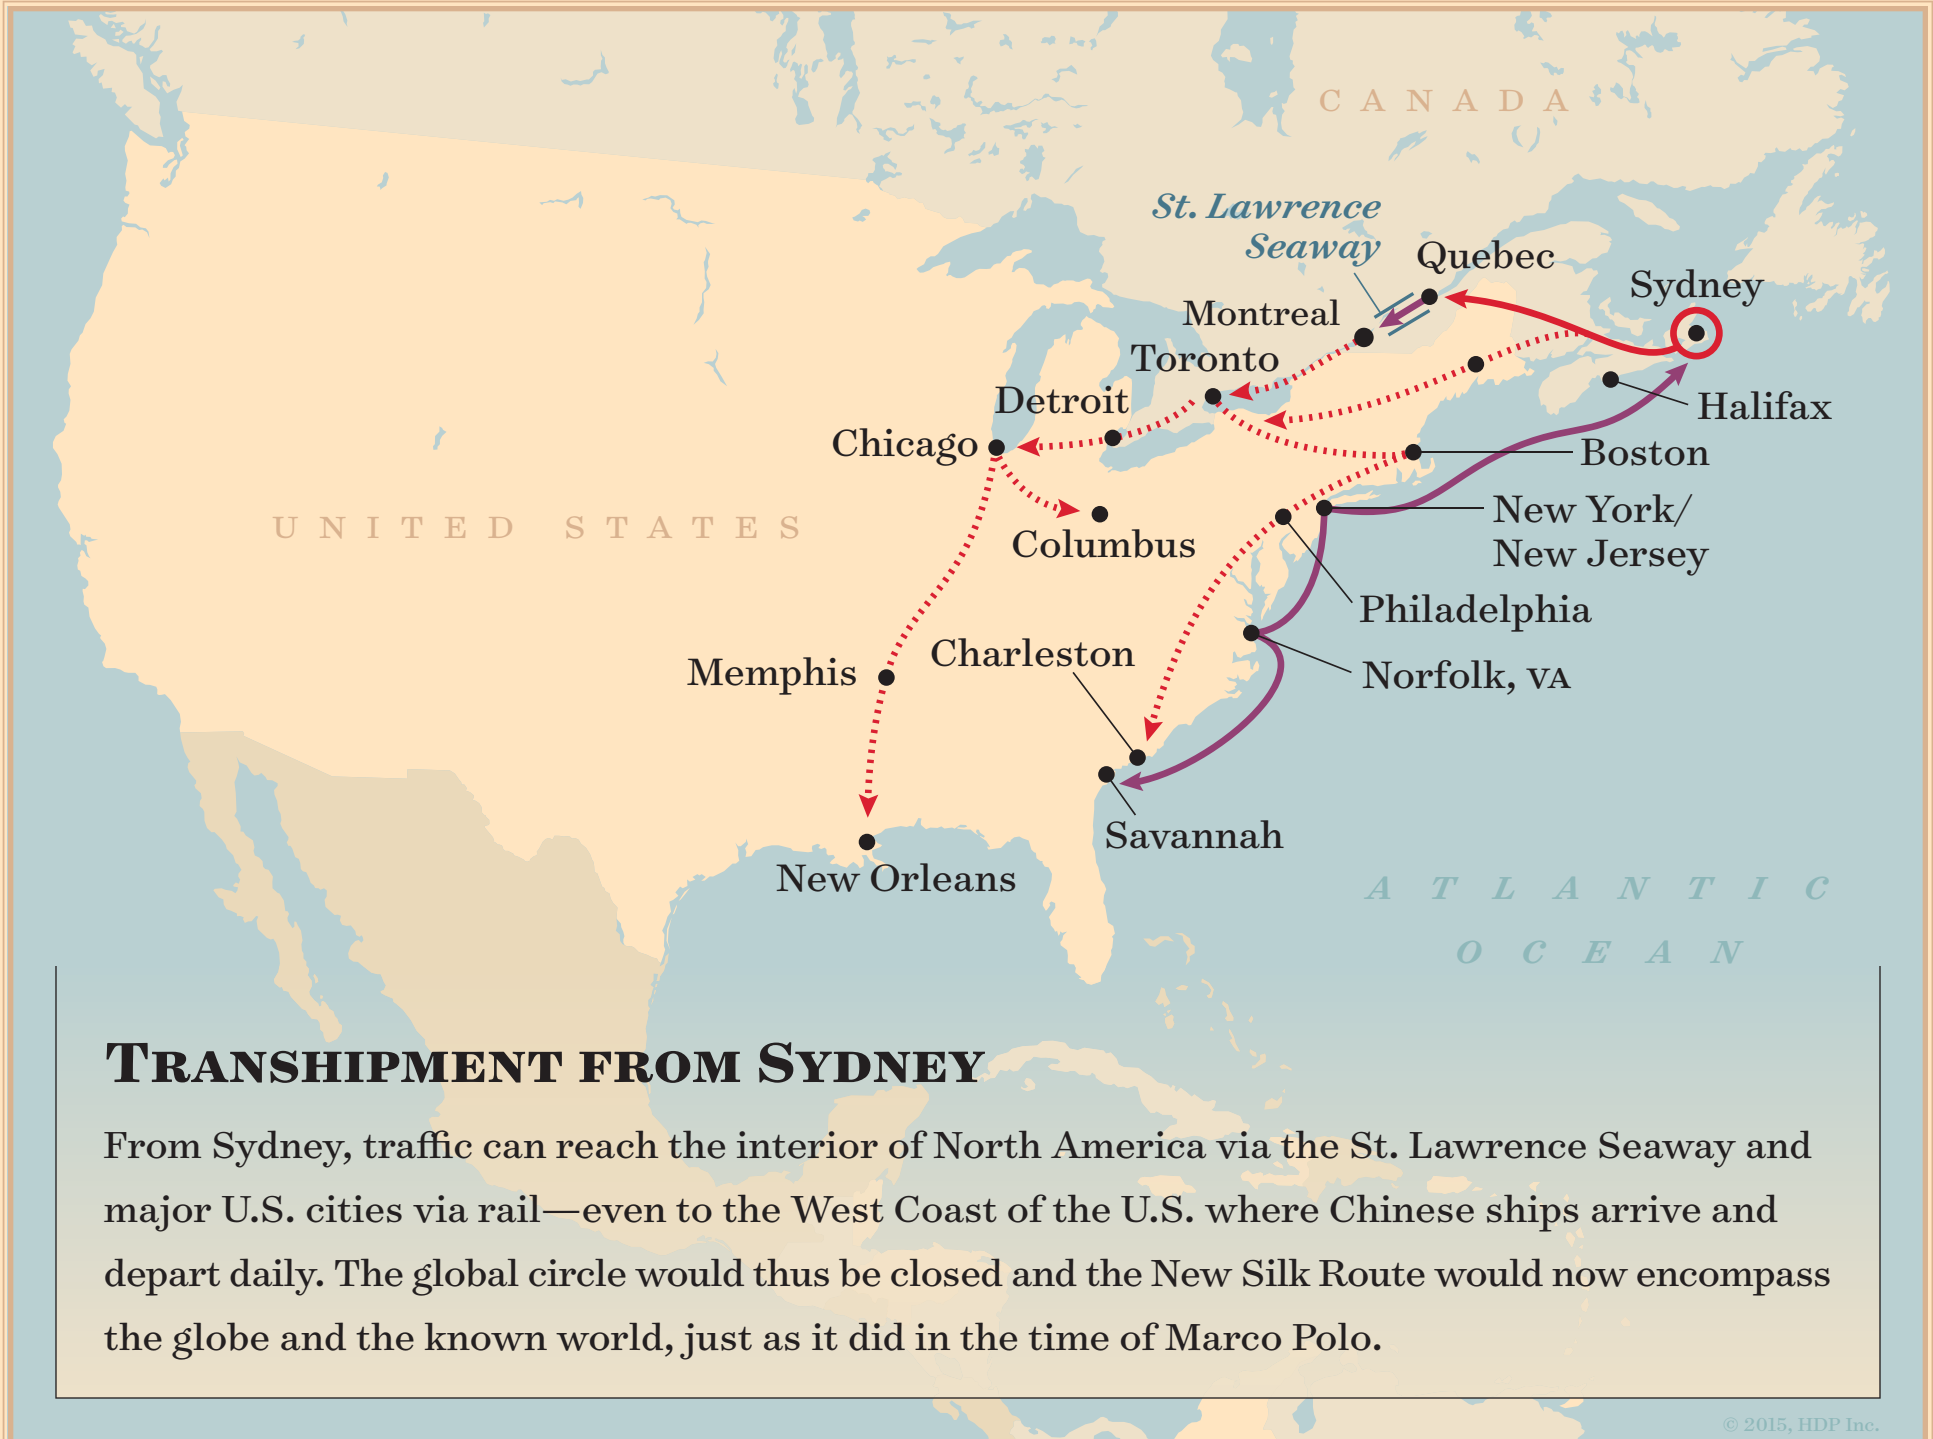 CANADA
St. Lawrence
Seaway
Quebec
Sydney
Montreal
Toronto
Detroit
Halifax
Chicago
Boston
UNITED STATES
New York/
New Jersey
Columbus
Philadelphia
Charleston
Memphis
Norfolk, VA
Savannah
New Orleans
ATLANTIC
OCEAN
TRANSHIPMENT FROM SYDNEY
From Sydney, traffic can reach the interior of North America via the St. Lawrence Seaway and
major U.S. cities via rail—even to the West Coast of the U.S. where Chinese ships arrive and
depart daily. The global circle would thus be closed and the New Silk Route would now encompass
the globe and the known world, just as it did in the time of Marco Polo.
© 2015, HDP Inc.